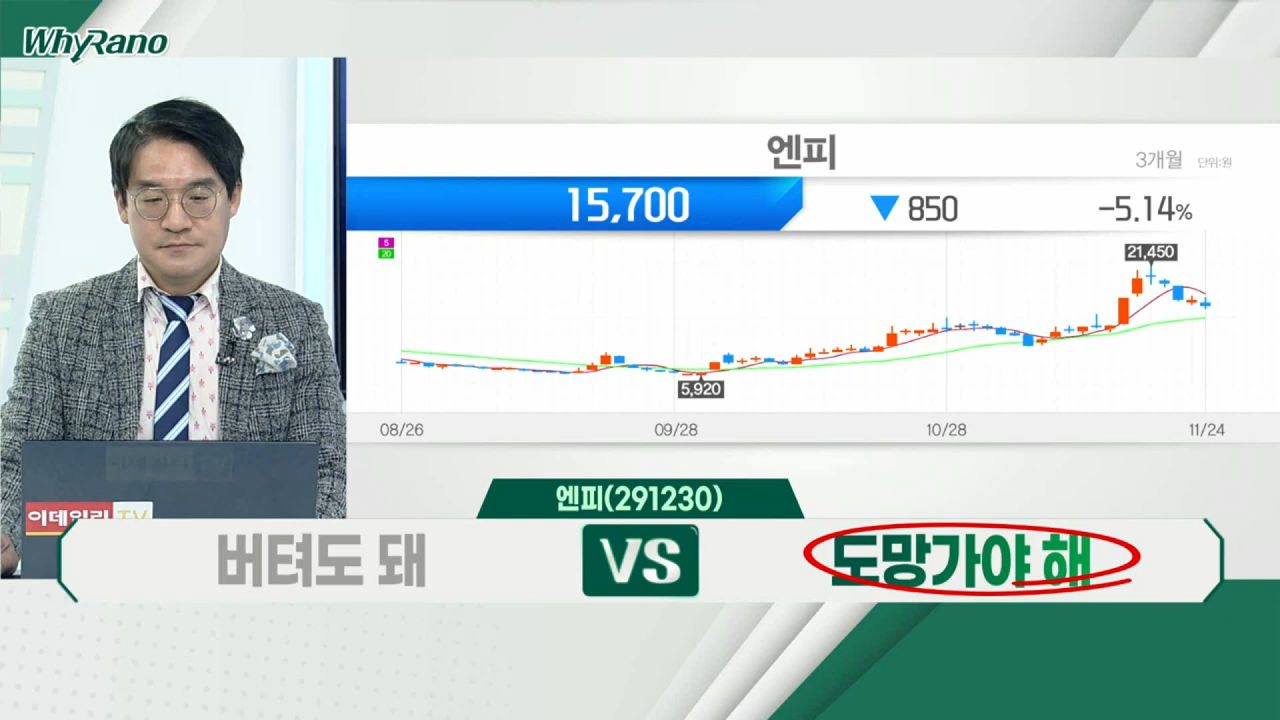 WhyRano
엔피
3개월 단위:원
15,700
▼ 850
-5.14%
5
20
21,450
5,920
08/26
09/28
10/28
11/24
이데일리 TV
엔피(291230)
버텨도 돼
VS
도망가야 해